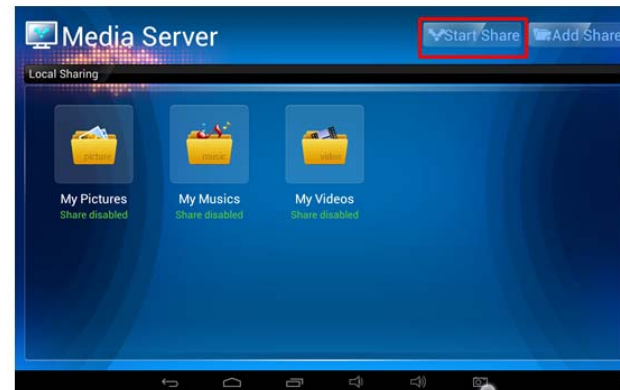 Media Server
Start Share
Add Share
Local Sharing
picture
music
video
My Pictures
My Musics
My Videos
Share disabled
Share disabled
Share disabled